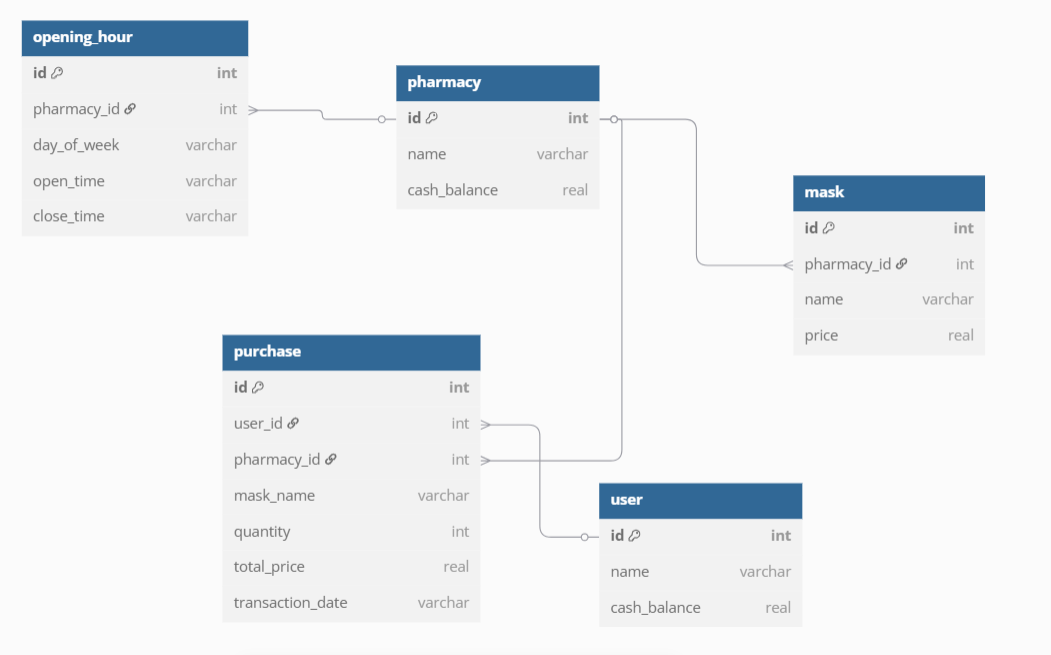 opening_hour
id int
pharmacy_id int
day_of_week varchar
open_time varchar
close_time varchar
pharmacy
id int
name varchar
cash_balance real
mask
id int
pharmacy_id int
name varchar
price real
purchase
id int
user_id int
pharmacy_id int
mask_name varchar
quantity int
total_price real
transaction_date varchar
user
id int
name varchar
cash_balance real